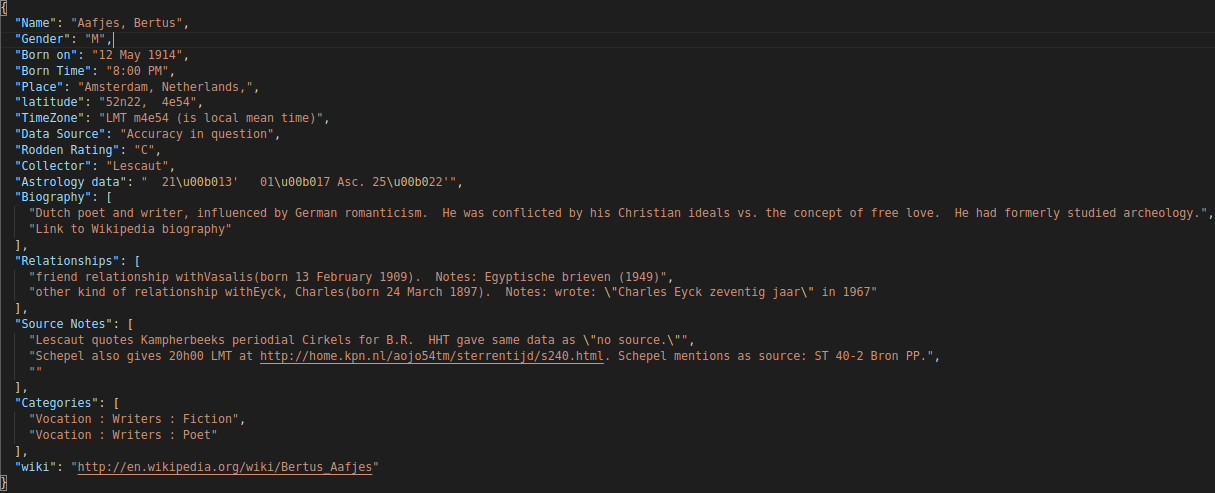 {
"Name": "Aafjes, Bertus",
"Gender": "M",
"Born on": "12 May 1914",
"Born Time": "8:00 PM",
"Place": "Amsterdam, Netherlands,",
"latitude": "52n22,  4e54",
"TimeZone": "LMT m4e54 (is local mean time)",
"Data Source": "Accuracy in question",
"Rodden Rating": "C",
"Collector": "Lescaut",
"Astrology data": "  21\u00b013'   01\u00b017 Asc. 25\u00b022'",
"Biography": [
"Dutch poet and writer, influenced by German romanticism.  He was conflicted by his Christian ideals vs. the concept of free love.  He had formerly studied archeology.",
"Link to Wikipedia biography"
],
"Relationships": [
"friend relationship withVasalis(born 13 February 1909).  Notes: Egyptische brieven (1949)",
"other kind of relationship withEyck, Charles(born 24 March 1897).  Notes: wrote: \"Charles Eyck zeventig jaar\" in 1967"
],
"Source Notes": [
"Lescaut quotes Kampherbeeks periodial Cirkels for B.R.  HHT gave same data as \"no source.\"",
"Schepel also gives 20h00 LMT at http://home.kpn.nl/aojo54tm/sterrentijd/s240.html. Schepel mentions as source: ST 40-2 Bron PP.",
""
],
"Categories": [
"Vocation : Writers : Fiction",
"Vocation : Writers : Poet"
],
"wiki": "http://en.wikipedia.org/wiki/Bertus_Aafjes"
}